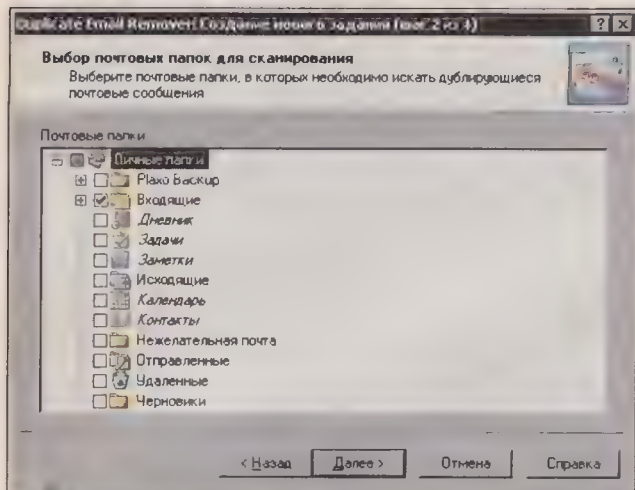 Duplicate Email Remover: Создание нового задания (шаг 2 из 4)
Выбор почтовых папок для сканирования
Выберите почтовые папки, в которых необходимо искать дублирующиеся
почтовые сообщения
Почтовые папки
Личные папки
Plaxo Backup
Входящие
Дневник
Задачи
Заметки
Исходящие
Календарь
Контакты
Нежелательная почта
Отправленные
Удаленные
Черновики
< Назад Далее > Отмена Справка